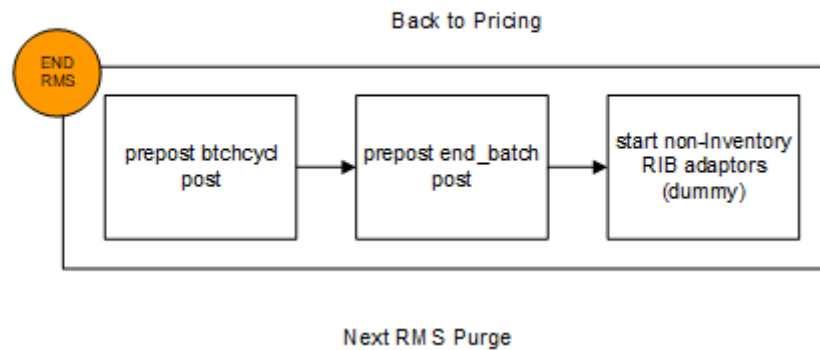 Back to Pricing
END
RMS
prepost btchcycl
post
prepost end_batch
post
start non-Inventory
RIB adaptors
(dummy)
Next RMS Purge